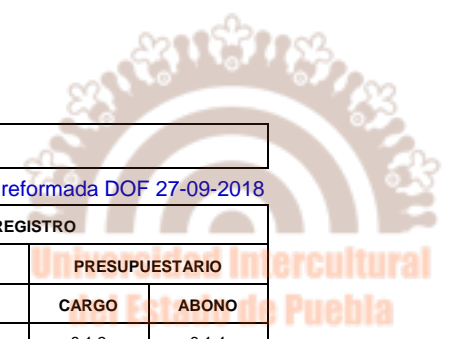 reformada DOF 27-09-2018
REGISTRO
PRESUPUESTARIO
CARGO ABONO
Universidad Intercultural
del Estado de Puebla